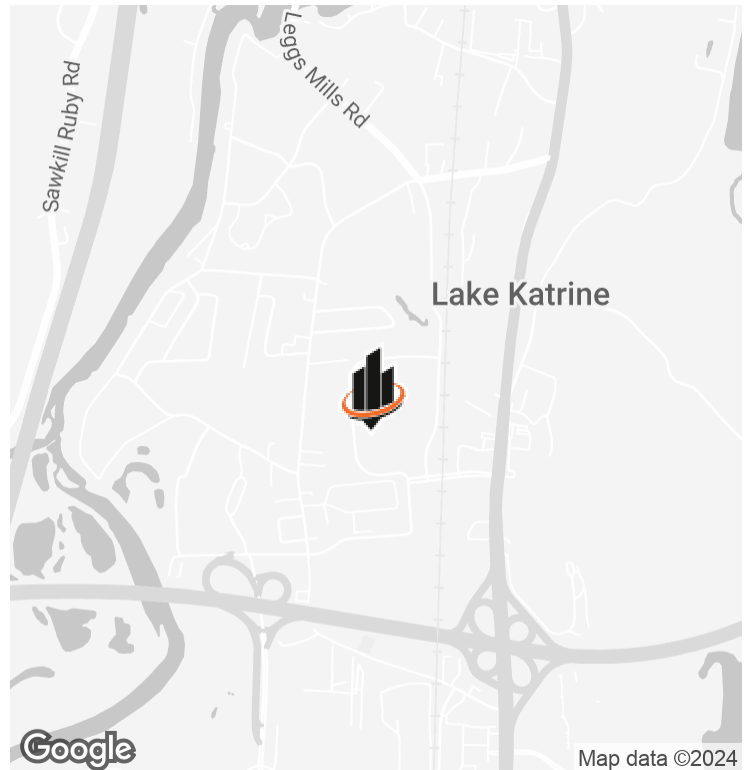 Leggs Mills Rd
Sawkill Ruby Rd
Lake Katrine
Google
Map data ©2024